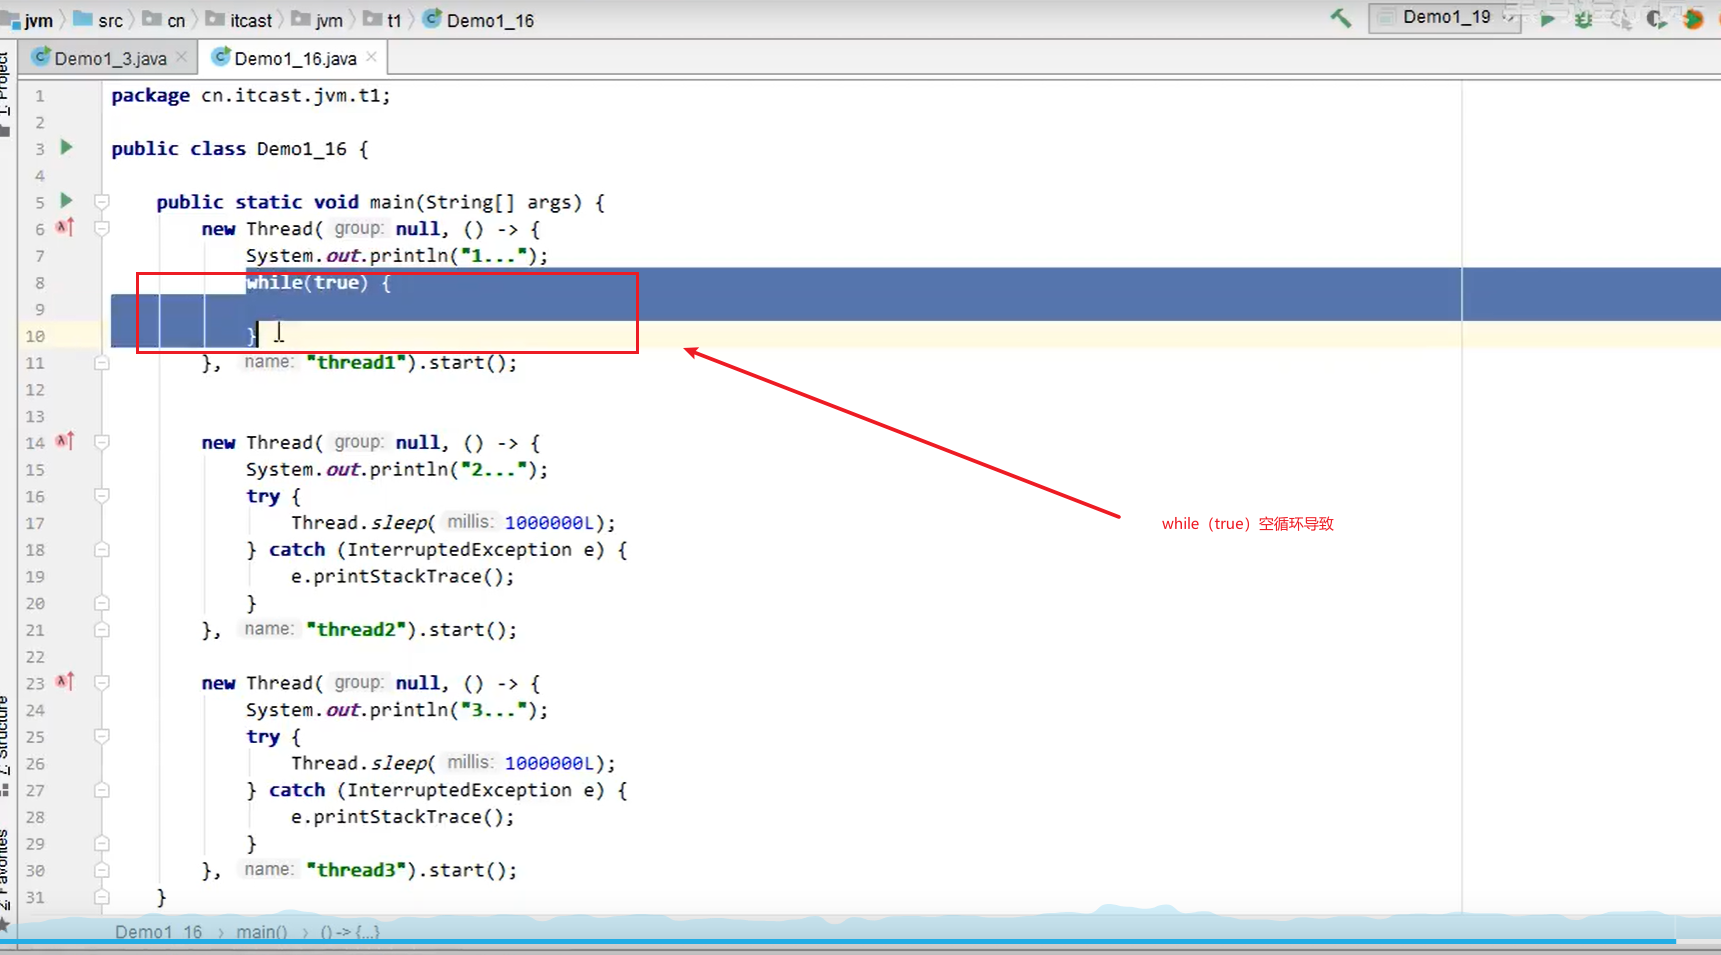 jvm src cn itcast jvm t1 Demo1_16 Demo1_19
Demo1_3.java Demo1_16.java
1 package cn.itcast.jvm.t1;
2
3 public class Demo1_16 {
4
5 public static void main(String[] args) {
6 new Thread( group: null, () -> {
7 System.out.println("1...");
8 while(true) {
9
10 }
11 }, name: "thread1").start();
12
13
14 new Thread( group: null, () -> {
15 System.out.println("2...");
16 try {
17 Thread.sleep( millis: 1000000L);
18 } catch (InterruptedException e) {
19 e.printStackTrace();
20 }
21 }, name: "thread2").start();
22
23 new Thread( group: null, () -> {
24 System.out.println("3...");
25 try {
26 Thread.sleep( millis: 1000000L);
27 } catch (InterruptedException e) {
28 e.printStackTrace();
29 }
30 }, name: "thread3").start();
31 }
while（true）空循环导致
Demo1_16 › main() › () -> {...}
1: Project
7: Structure
2: Favorites